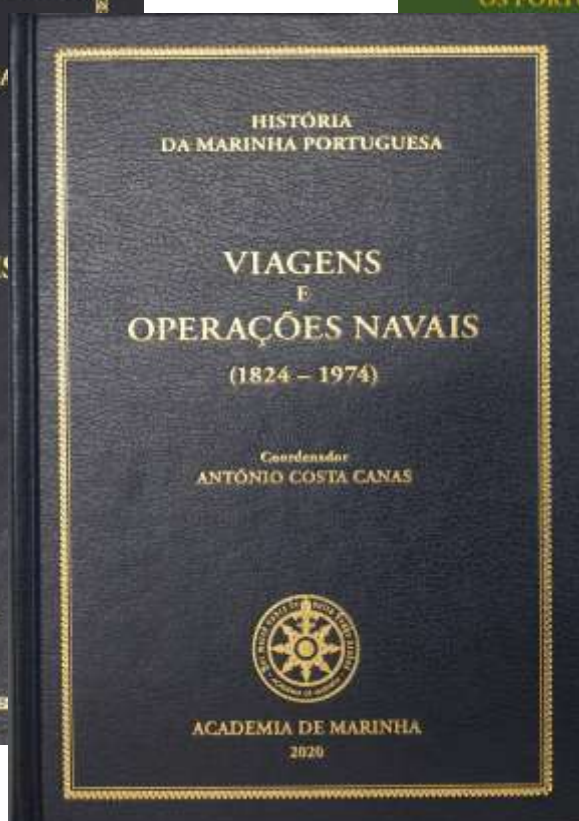 HISTÓRIA
DA MARINHA PORTUGUESA
VIAGENS
E
OPERAÇÕES NAVAIS
(1824 – 1974)
Coordenador
ANTÓNIO COSTA CANAS
ACADEMIA DE MARINHA
2020